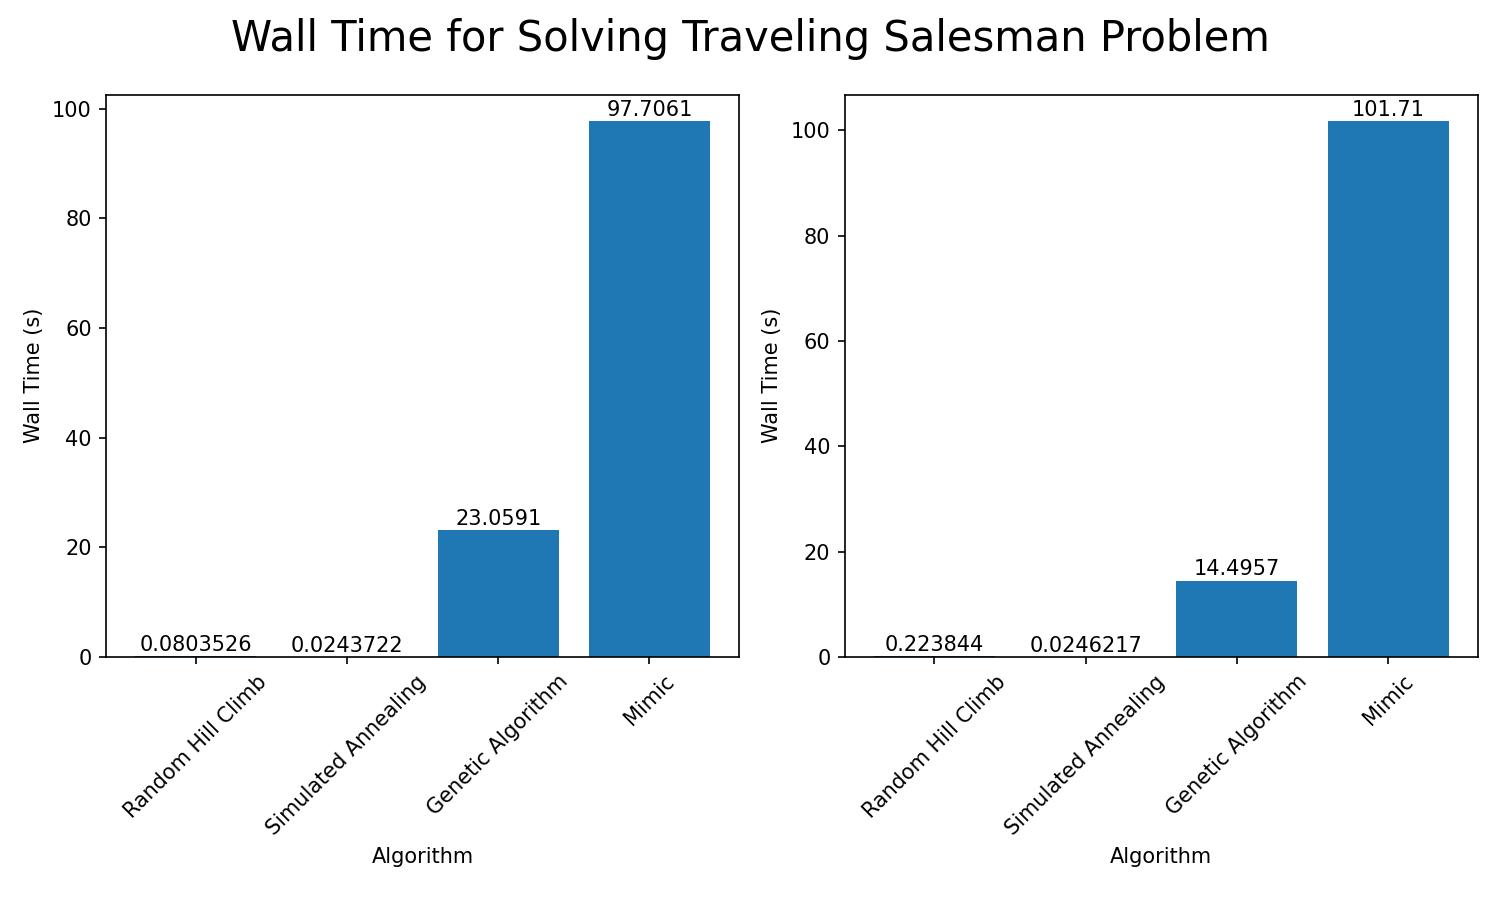 Wall Time for Solving Traveling Salesman Problem
Wall Time (s)
100
80
60
40
20
0
97.7061
23.0591
0.0803526
0.0243722
Random Hill Climb
Simulated Annealing
Genetic Algorithm
Mimic
Algorithm
Wall Time (s)
100
80
60
40
20
0
101.71
14.4957
0.223844
0.0246217
Random Hill Climb
Simulated Annealing
Genetic Algorithm
Mimic
Algorithm